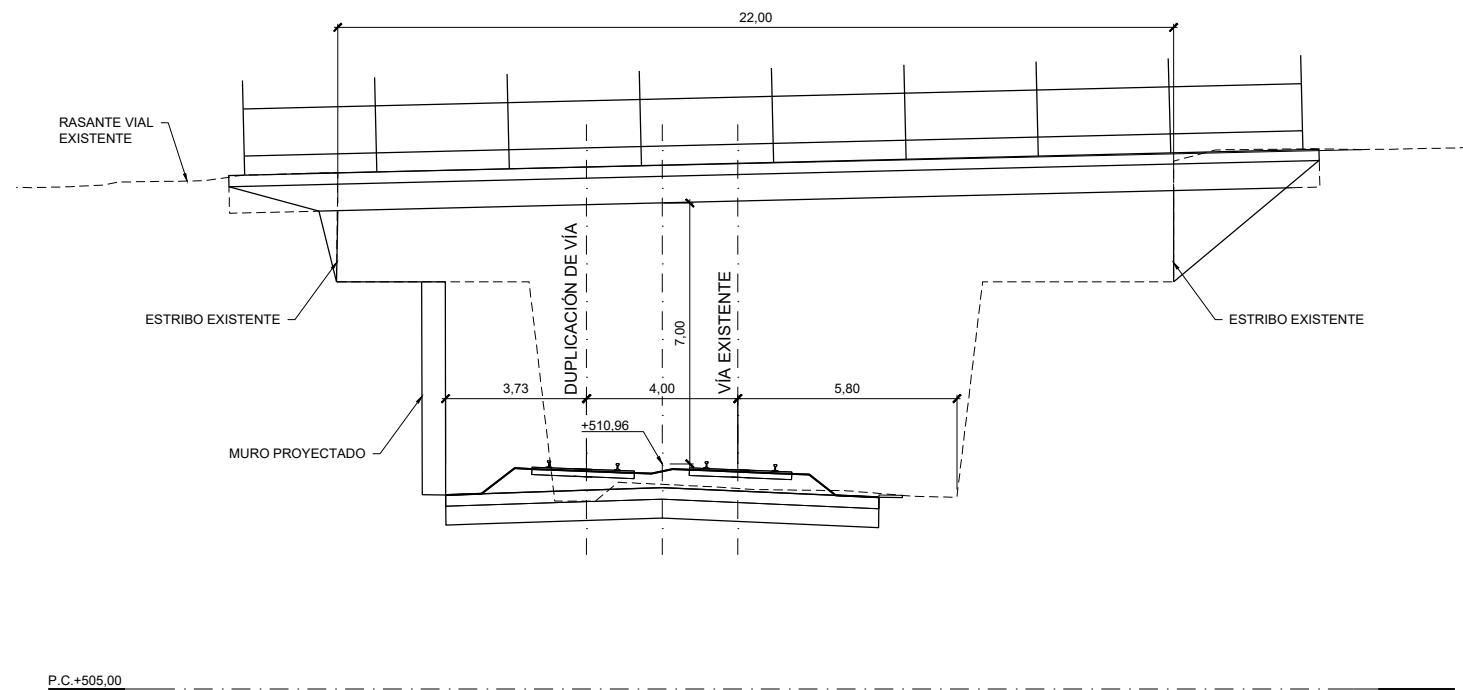 22,00
RASANTE VIAL
EXISTENTE
DUPLICACIÓN DE VÍA
VÍA EXISTENTE
7,00
ESTRIBO EXISTENTE
ESTRIBO EXISTENTE
3,73
4,00
5,80
+510,96
MURO PROYECTADO
P.C.+505,00